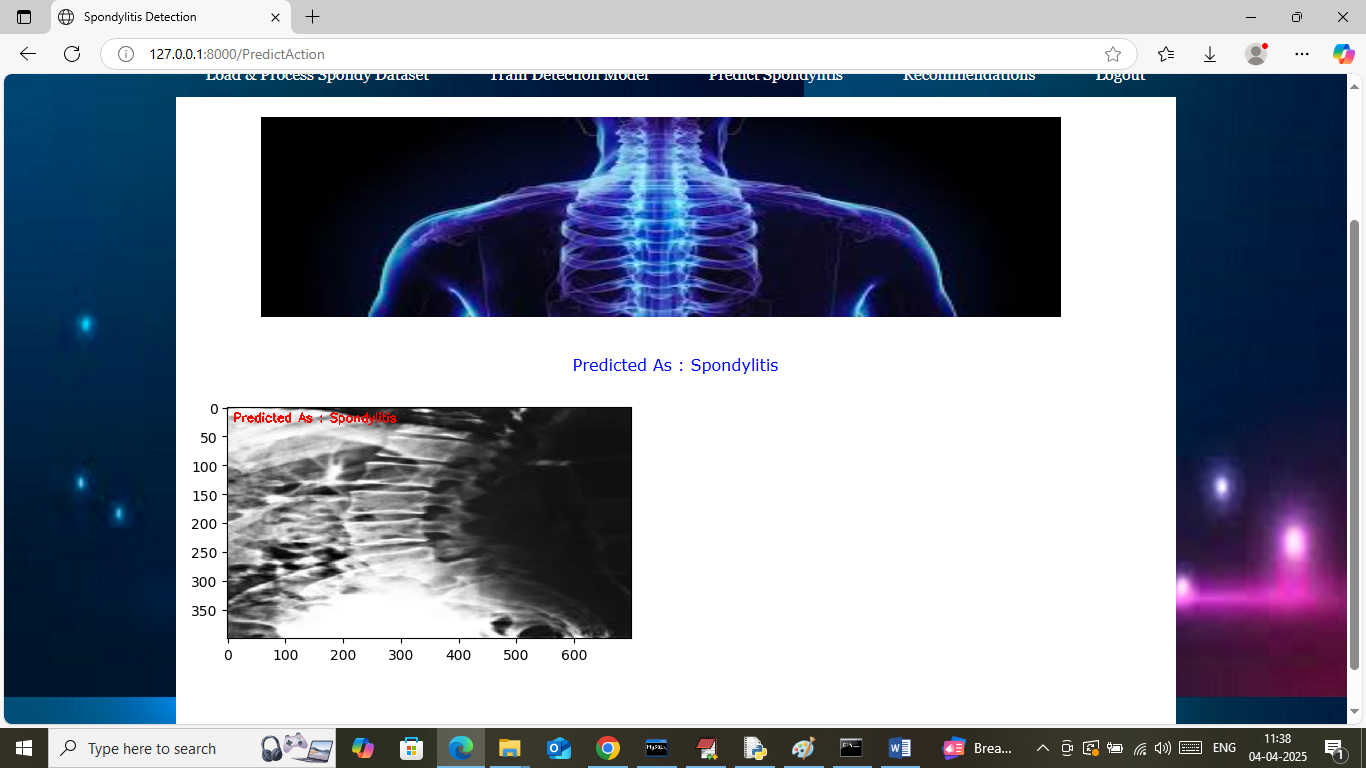 Spondylitis Detection
127.0.0.1:8000/PredictAction
Load & Process Spondy Dataset Train Detection Model Predict Spondylitis Recommendations Logout
Predicted As : Spondylitis
Predicted As : Spondylitis
0
50
100
150
200
250
300
350
0 100 200 300 400 500 600
Type here to search
Brea...
ENG
11:38
04-04-2025
1